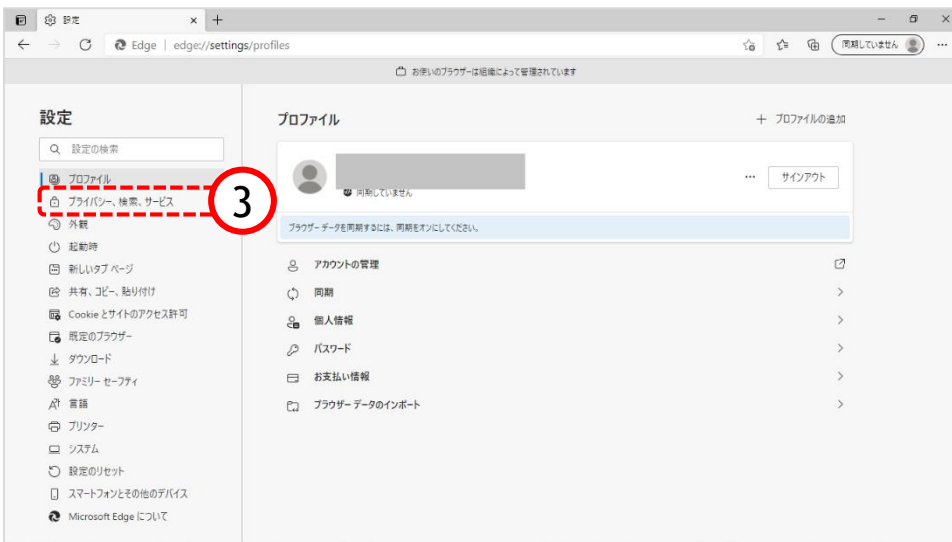 設定
Edge | edge://settings/profiles
同期していません
お使いのブラウザーは組織によって管理されています
設定
設定の検索
プロファイル
プライバシー、検索、サービス
3
外観
起動時
新しいタブ ページ
共有、コピー、貼り付け
Cookie とサイトのアクセス許可
既定のブラウザー
ダウンロード
ファミリー セーフティ
言語
プリンター
システム
設定のリセット
スマートフォンとその他のデバイス
Microsoft Edge について
プロファイル
プロファイルの追加
同期していません
サインアウト
ブラウザー データを同期するには、同期をオンにしてください。
アカウントの管理
同期
個人情報
パスワード
お支払い情報
ブラウザー データのインポート